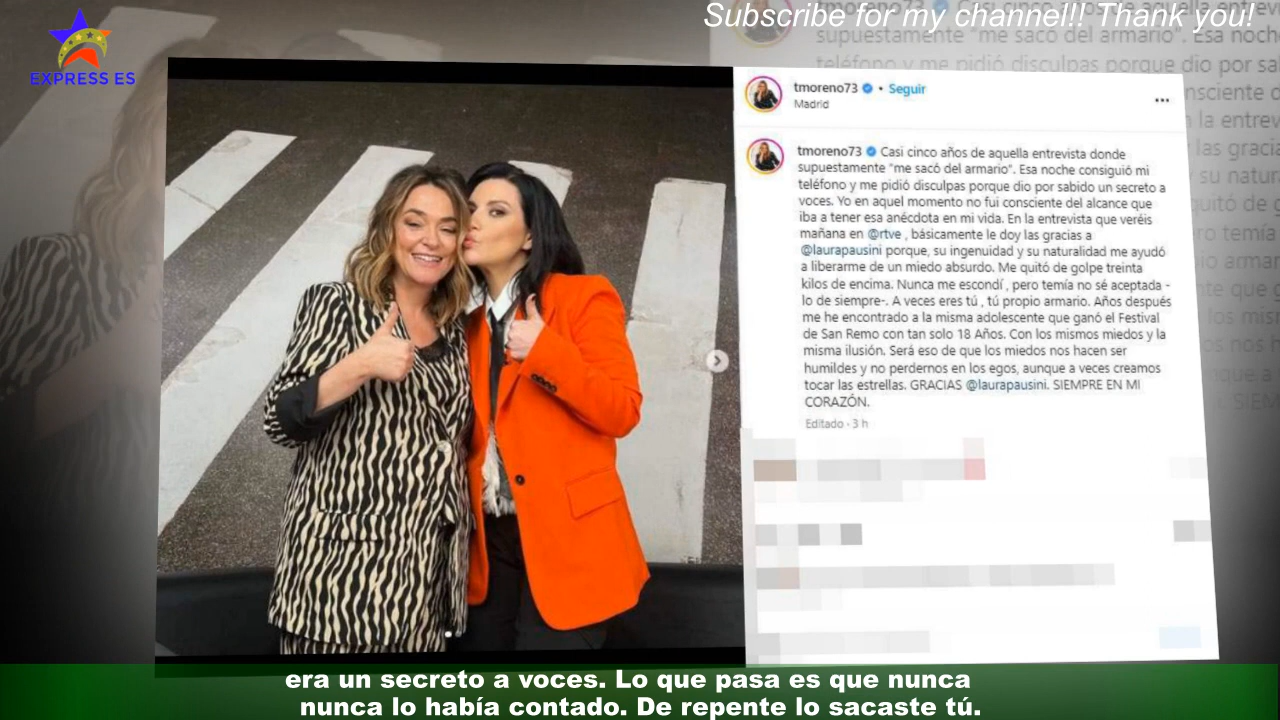 Subscribe for my channel!! Thank you!
EXPRESS ES
tmoreno73 • Seguir
Madrid
tmoreno73 Casi cinco años de aquella entrevista donde
supuestamente "me sacó del armario". Esa noche consiguió mi
teléfono y me pidió disculpas porque dio por sabido un secreto a
voces. Yo en aquel momento no fui consciente del alcance que
iba a tener esa anécdota en mi vida. En la entrevista que veréis
mañana en @rtve , básicamente le doy las gracias a
@laurapausini porque, su ingenuidad y su naturalidad me ayudó
a liberarme de un miedo absurdo. Me quitó de golpe treinta
kilos de encima. Nunca me escondí , pero temía no sé aceptada -
lo de siempre-. A veces eres tú , tú propio armario. Años después
me he encontrado a la misma adolescente que ganó el Festival
de San Remo con tan solo 18 Años. Con los mismos miedos y la
misma ilusión. Será eso de que los miedos nos hacen ser
humildes y no perdernos en los egos, aunque a veces creamos
tocar las estrellas. GRACIAS @laurapausini. SIEMPRE EN MI
CORAZÓN.
Editado · 3 h
era un secreto a voces. Lo que pasa es que nunca
nunca lo había contado. De repente lo sacaste tú.